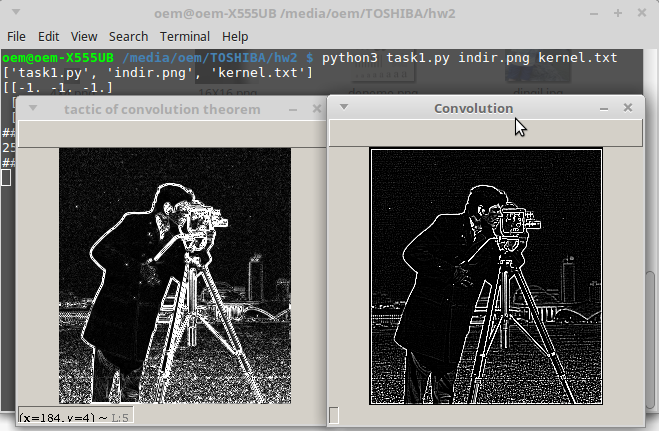 oem@oem-X555UB /media/oem/TOSHIBA/hw2
File Edit View Search Terminal Help
oem@oem-X555UB /media/oem/TOSHIBA/hw2 $ python3 task1.py indir.png kernel.txt
['task1.py', 'indir.png', 'kernel.txt']
[[-1. -1. -1.]
tactic of convolution theorem
Convolution
##
25
##
(x=184,y=4) ~ L:5